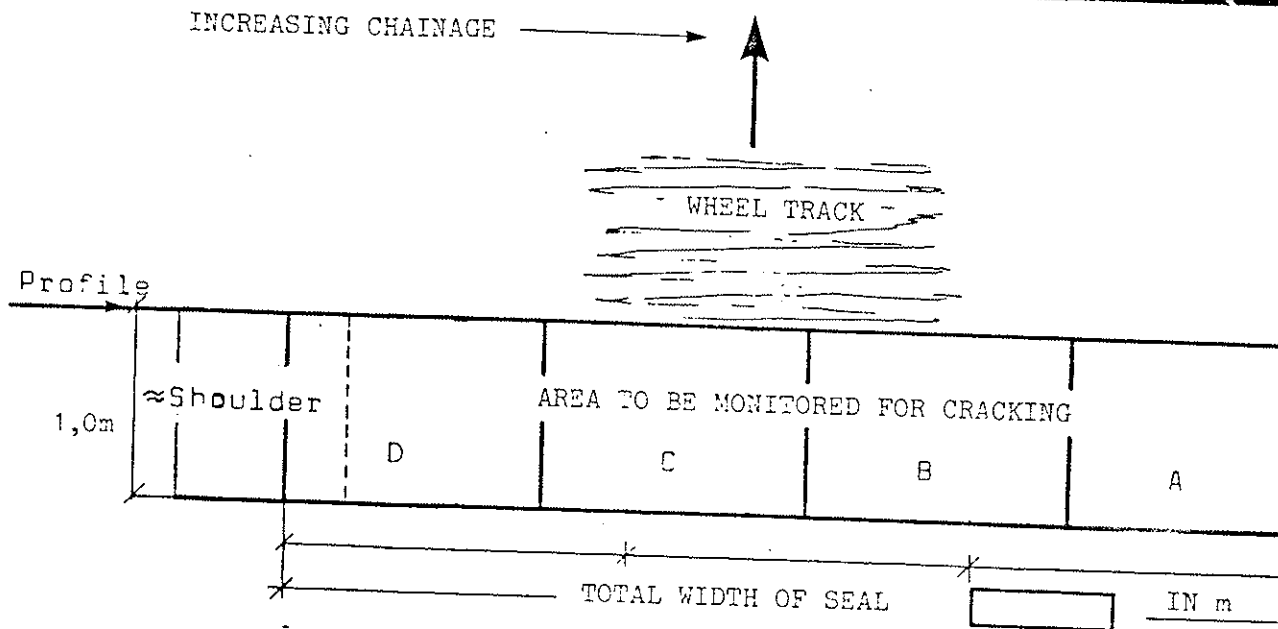 INCREASING CHAINAGE
- WHEEL TRACK -
Profile
≈Shoulder
AREA TO BE MONITORED FOR CRACKING
1,0m
D
C
B
A
TOTAL WIDTH OF SEAL
IN m